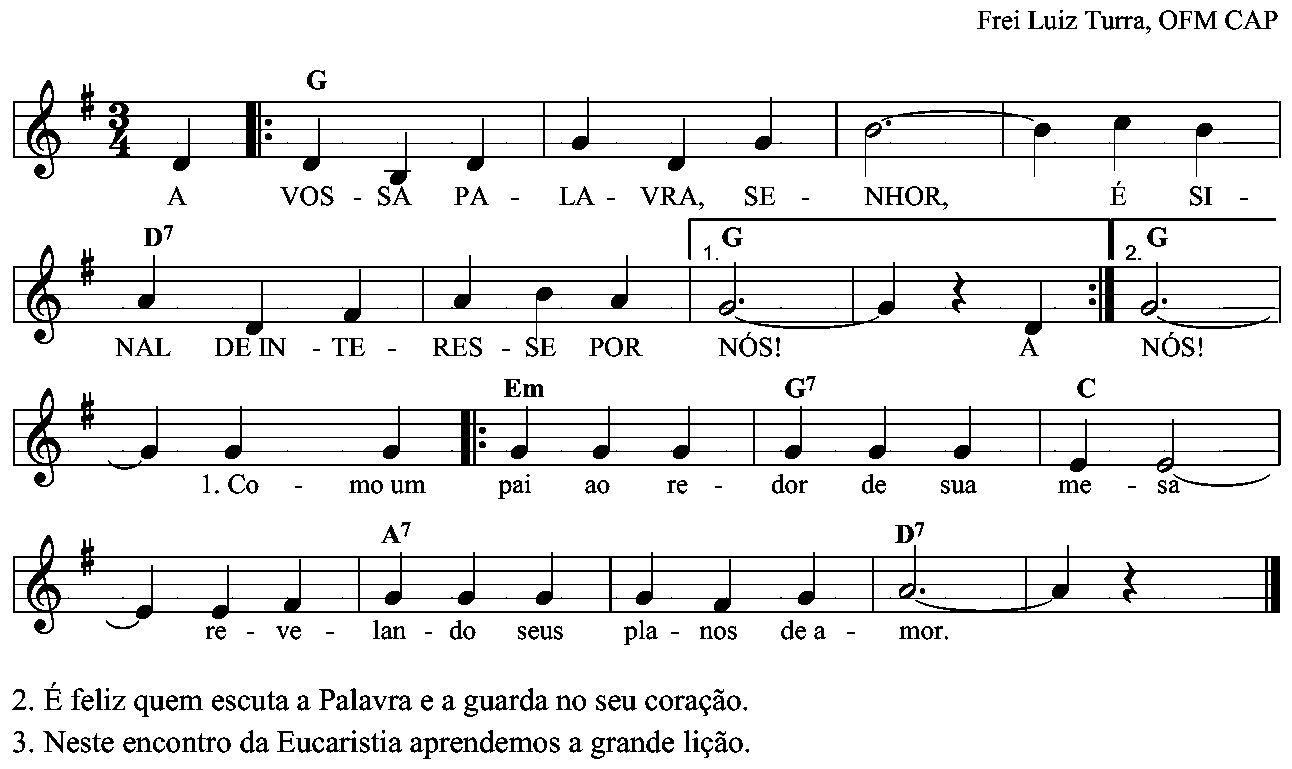 Frei Luiz Turra, OFM CAP
G
3
4
A VOS - SA PA - LA - VRA, SE - NHOR, É SI -
D7 1. G 2. G
NAL DE IN - TE - RES - SE POR NÓS! A NÓS!
Em G7 C
1. Co - mo um pai ao re - dor de sua me - sa
A7 D7
re - ve - lan - do seus pla - nos de a - mor.
2. É feliz quem escuta a Palavra e a guarda no seu coração.
3. Neste encontro da Eucaristia aprendemos a grande lição.